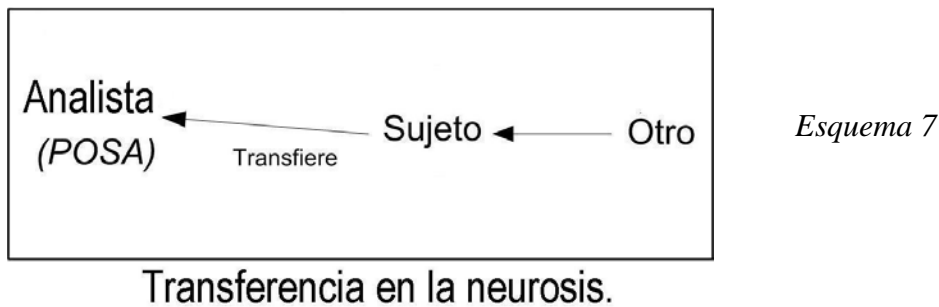 Analista
(POSA)
Transfiere
Sujeto
Otro
Esquema 7
Transferencia en la neurosis.